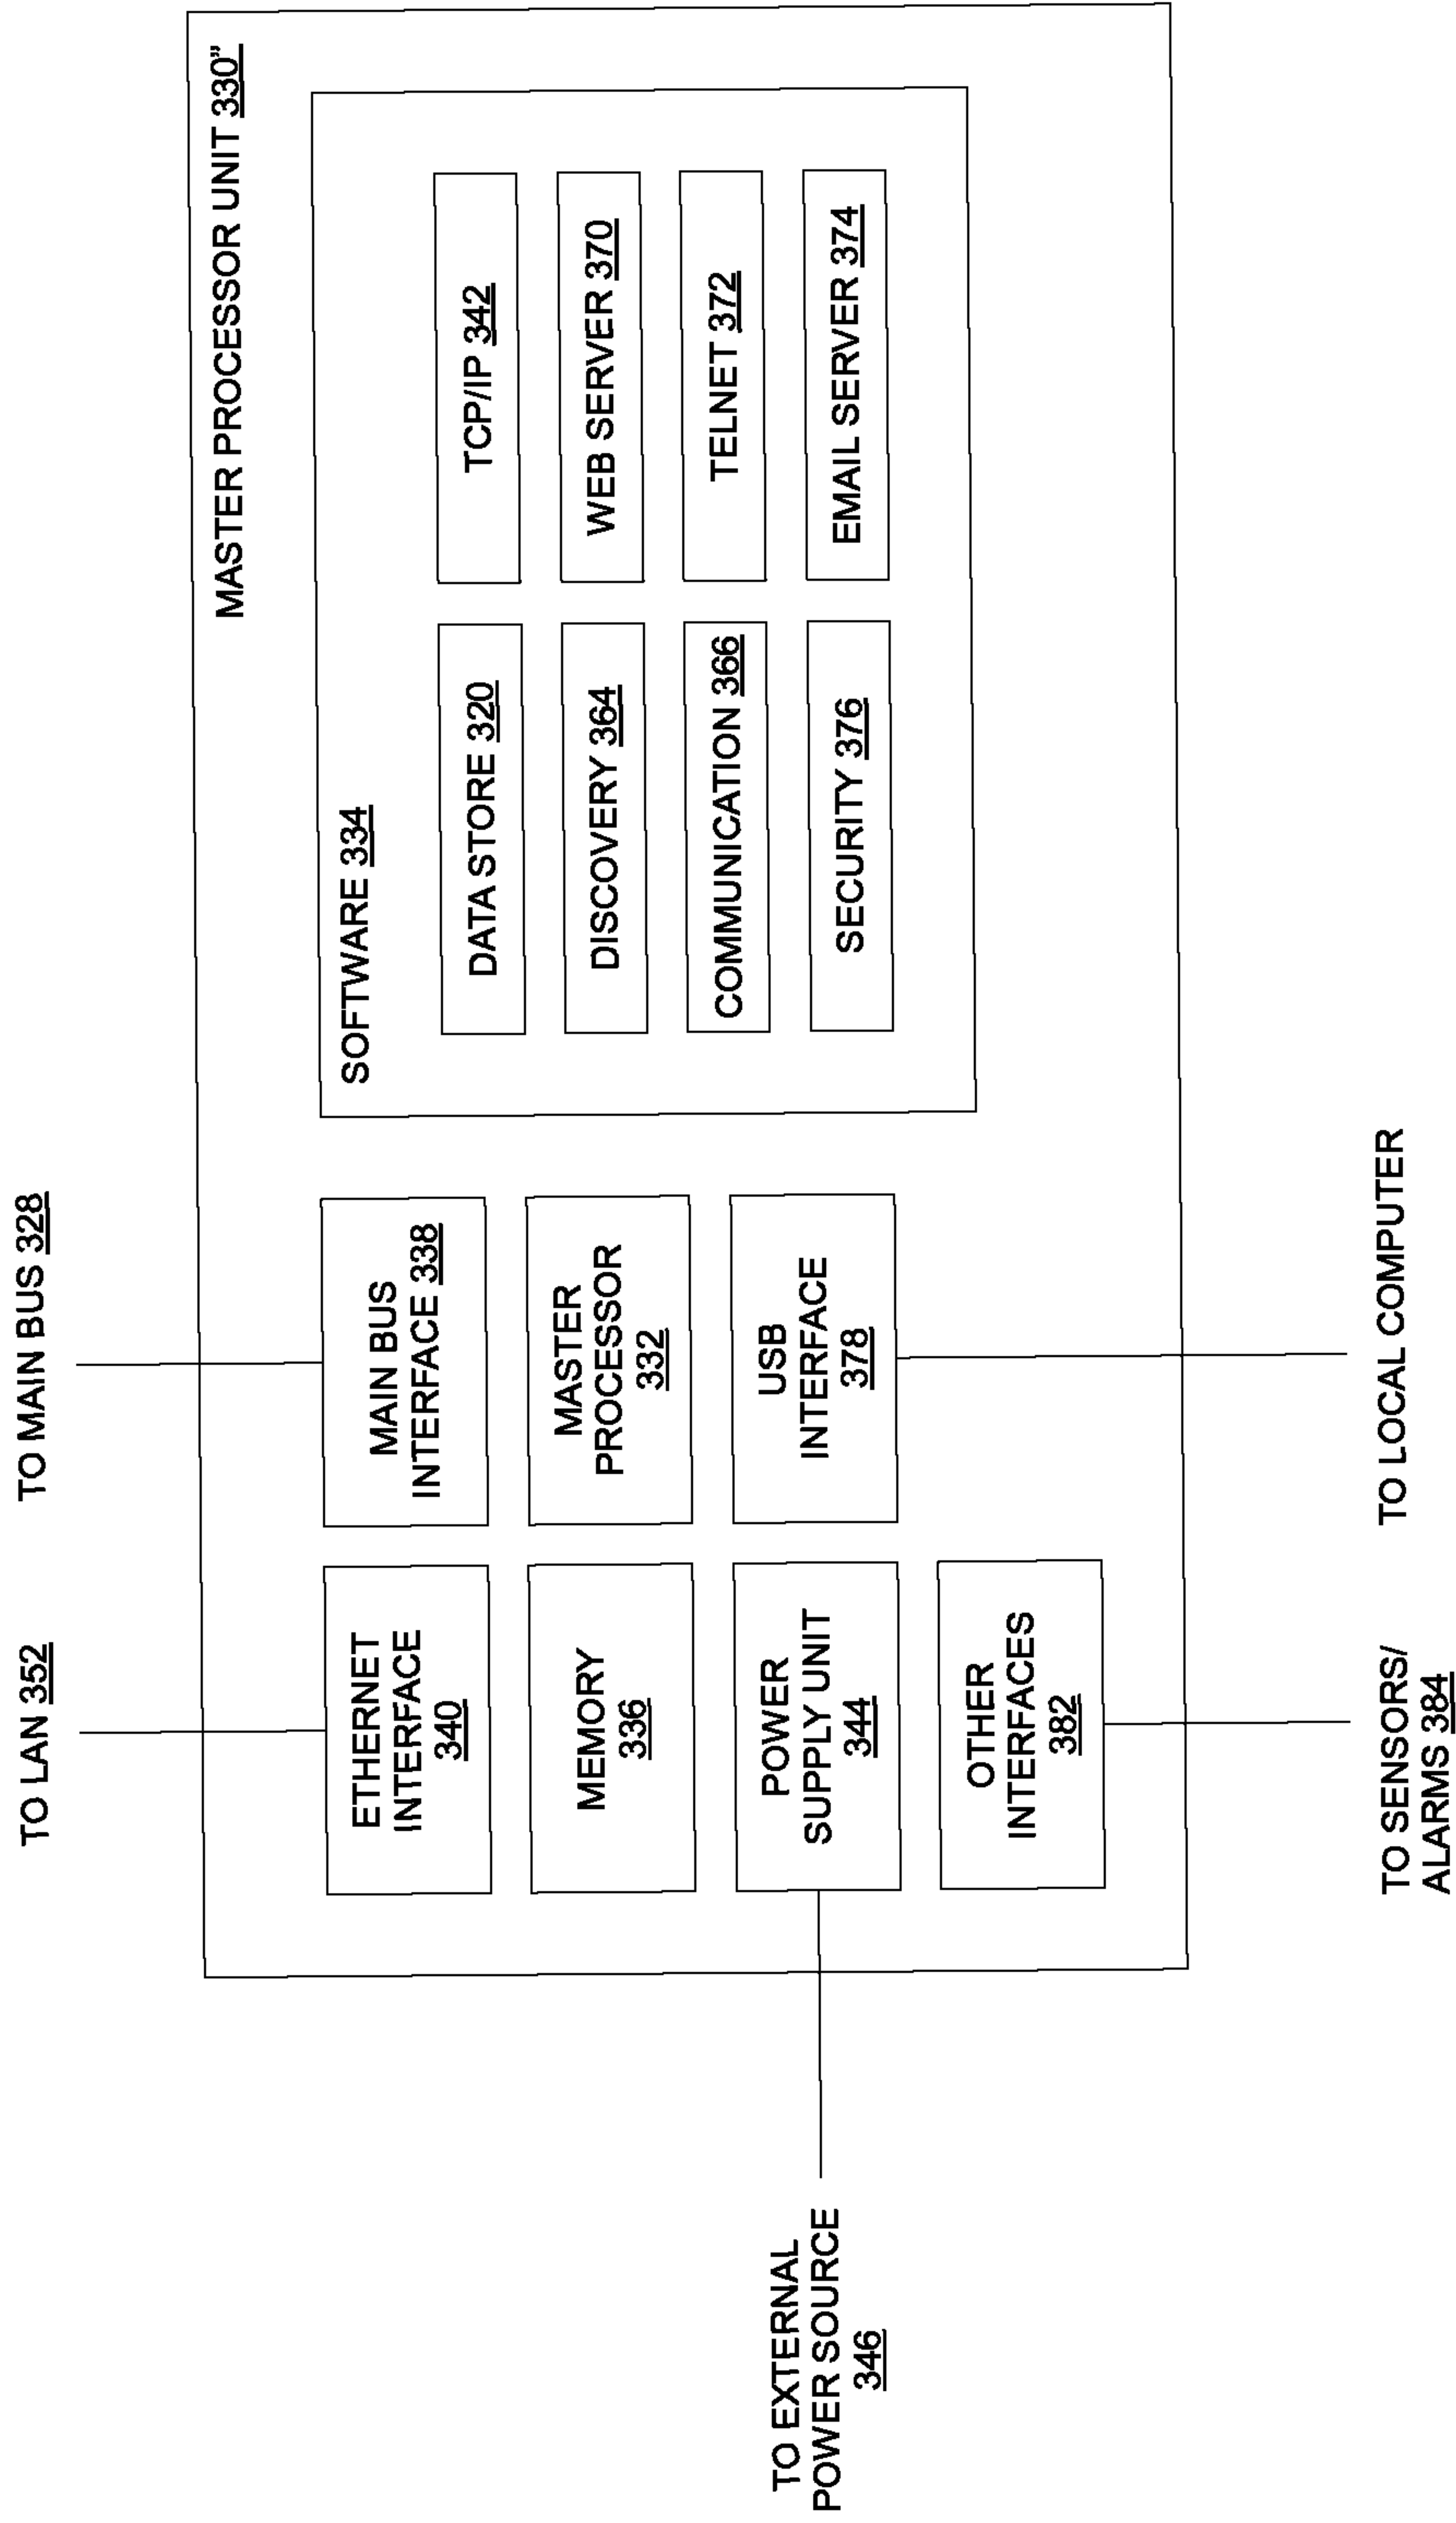 TO LAN 352
TO MAIN BUS 328
MASTER PROCESSOR UNIT 330”
ETHERNET
INTERFACE
340
MAIN BUS
INTERFACE 338
SOFTWARE 334
MEMORY
336
MASTER
PROCESSOR
332
DATA STORE 320
TCP/IP 342
DISCOVERY 364
WEB SERVER 370
COMMUNICATION 366
TELNET 372
SECURITY 376
EMAIL SERVER 374
TO EXTERNAL
POWER SOURCE
346
POWER
SUPPLY UNIT
344
USB
INTERFACE
378
OTHER
INTERFACES
382
TO SENSORS/
ALARMS 384
TO LOCAL COMPUTER